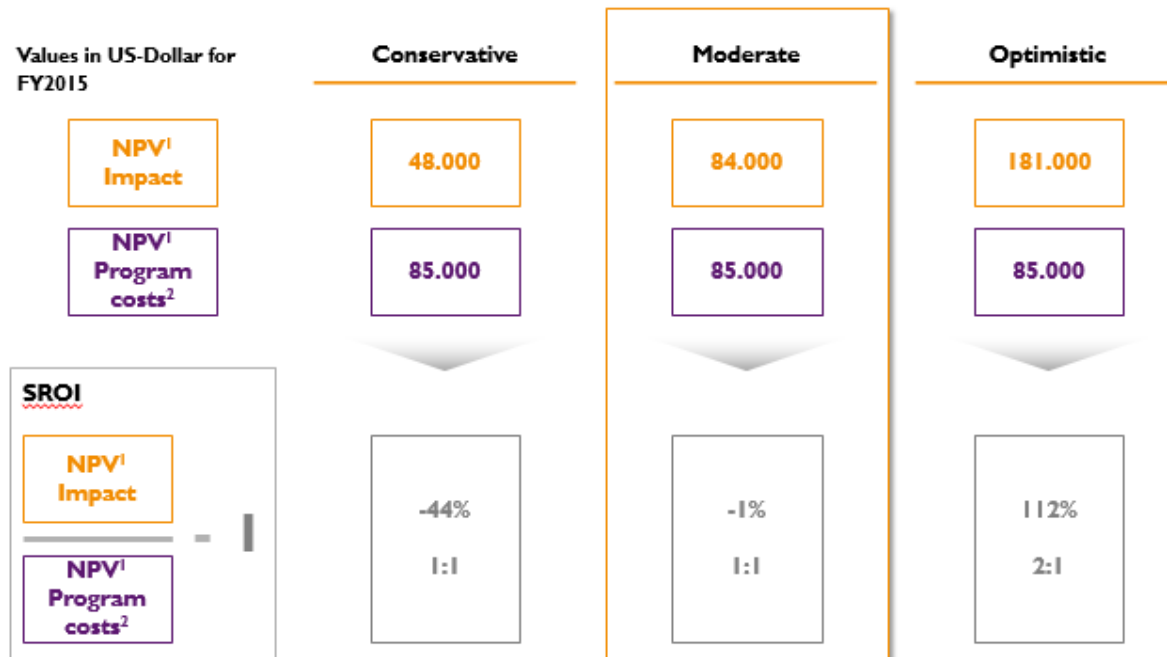 Values in US-Dollar for
FY2015
Conservative
Moderate
Optimistic
NPV¹
Impact
48.000
84.000
181.000
NPV¹
Program
costs²
85.000
85.000
85.000
SROI
NPV¹
Impact
- 1
NPV¹
Program
costs²
-44%
-1%
112%
1:1
1:1
2:1